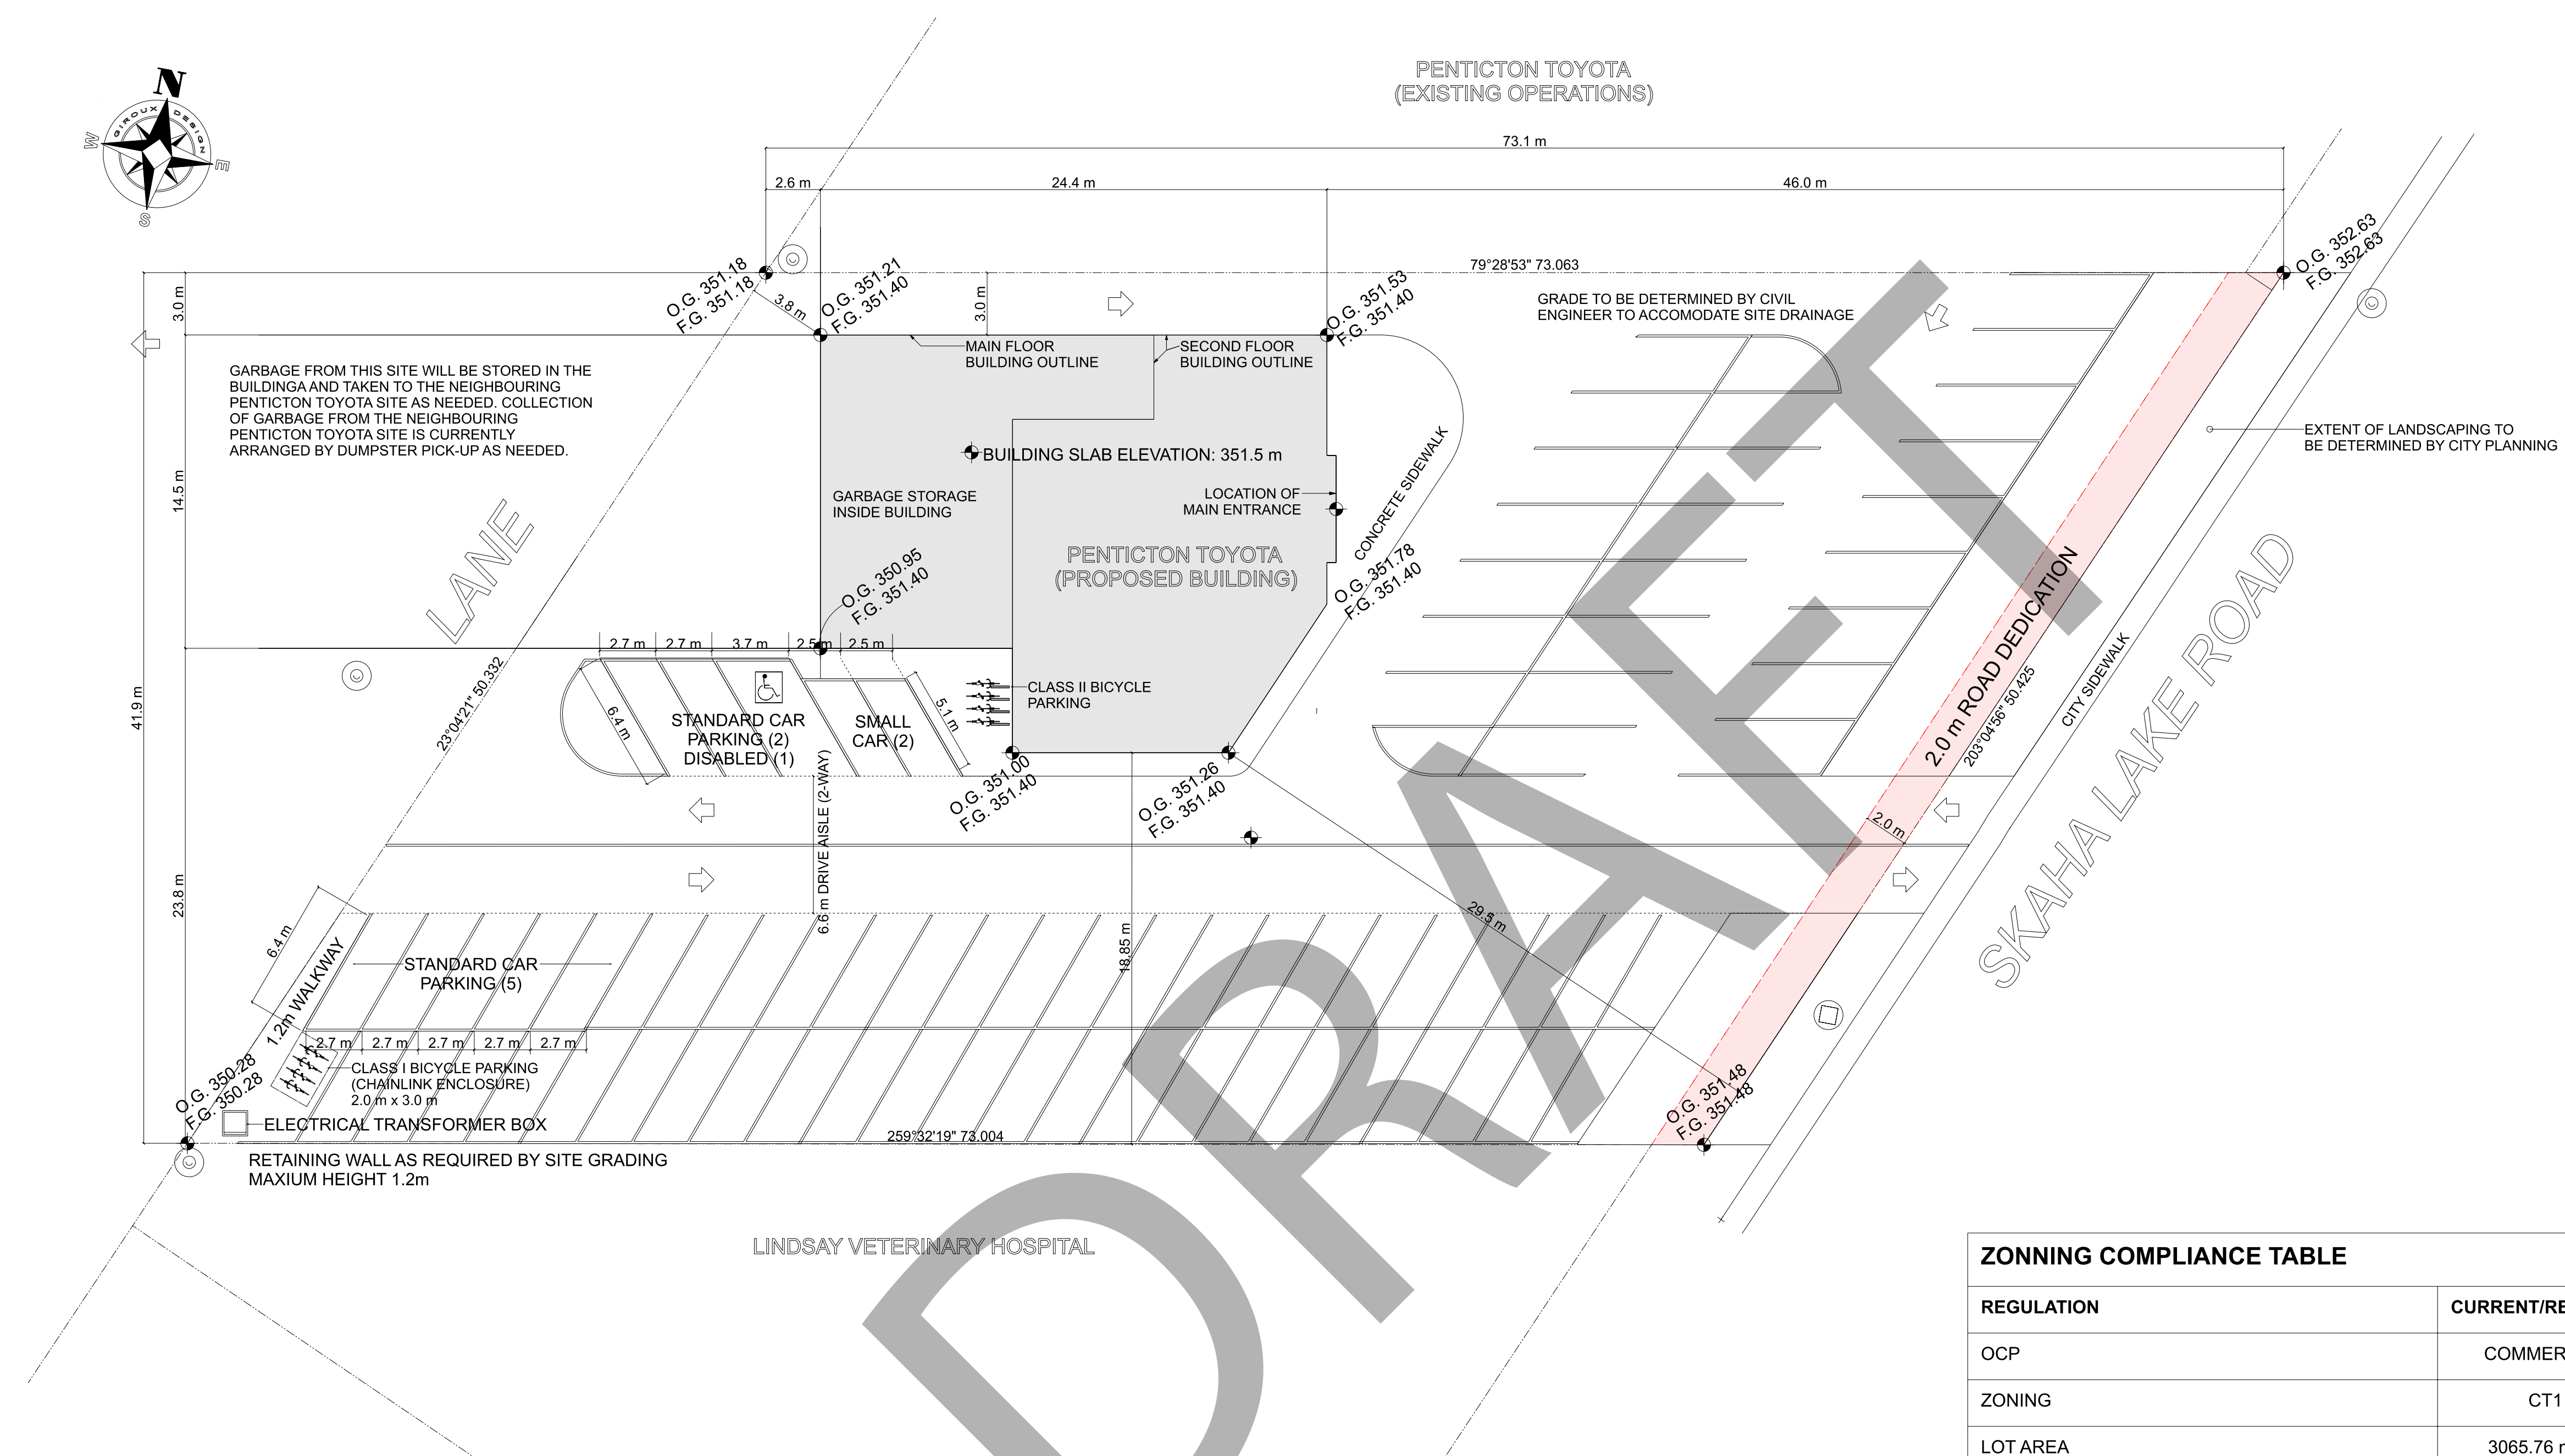 PENTICTON TOYOTA
(EXISTING OPERATIONS)
N
W
E
S
GIROUX DESIGN
73.1 m
2.6 m
24.4 m
46.0 m
79°28'53" 73.063
O.G. 351.18
F.G. 351.18
3.8 m
O.G. 351.21
F.G. 351.40
3.0 m
3.0 m
O.G. 351.53
F.G. 351.40
O.G. 352.63
F.G. 352.63
GRADE TO BE DETERMINED BY CIVIL
ENGINEER TO ACCOMODATE SITE DRAINAGE
MAIN FLOOR
BUILDING OUTLINE
SECOND FLOOR
BUILDING OUTLINE
GARBAGE FROM THIS SITE WILL BE STORED IN THE
BUILDINGA AND TAKEN TO THE NEIGHBOURING
PENTICTON TOYOTA SITE AS NEEDED. COLLECTION
OF GARBAGE FROM THE NEIGHBOURING
PENTICTON TOYOTA SITE IS CURRENTLY
ARRANGED BY DUMPSTER PICK-UP AS NEEDED.
EXTENT OF LANDSCAPING TO
BE DETERMINED BY CITY PLANNING
BUILDING SLAB ELEVATION: 351.5 m
GARBAGE STORAGE
INSIDE BUILDING
LOCATION OF
MAIN ENTRANCE
CONCRETE SIDEWALK
14.5 m
LANE
PENTICTON TOYOTA
(PROPOSED BUILDING)
O.G. 350.95
F.G. 351.40
O.G. 351.78
F.G. 351.40
2.7 m
2.7 m
3.7 m
2.5 m
2.5 m
23°04'21" 50.332
41.9 m
6.4 m
STANDARD CAR
PARKING (2)
DISABLED (1)
SMALL
CAR (2)
5.1 m
CLASS II BICYCLE
PARKING
2.0 m ROAD DEDICATION
203°04'56" 50.425
CITY SIDEWALK
SKAHA LAKE ROAD
O.G. 351.00
F.G. 351.40
O.G. 351.26
F.G. 351.40
6.6 m DRIVE AISLE (2-WAY)
2.0 m
23.8 m
18.85 m
29.5 m
6.4 m
1.2m WALKWAY
STANDARD CAR
PARKING (5)
2.7 m
2.7 m
2.7 m
2.7 m
2.7 m
CLASS I BICYCLE PARKING
(CHAINLINK ENCLOSURE)
2.0 m x 3.0 m
O.G. 350.28
F.G. 350.28
ELECTRICAL TRANSFORMER BOX
259°32'19" 73.004
O.G. 351.48
F.G. 351.48
RETAINING WALL AS REQUIRED BY SITE GRADING
MAXIUM HEIGHT 1.2m
LINDSAY VETERINARY HOSPITAL
DRAFT
ZONNING COMPLIANCE TABLE
REGULATION
CURRENT/RE
OCP
COMMER
ZONING
CT1
LOT AREA
3065.76